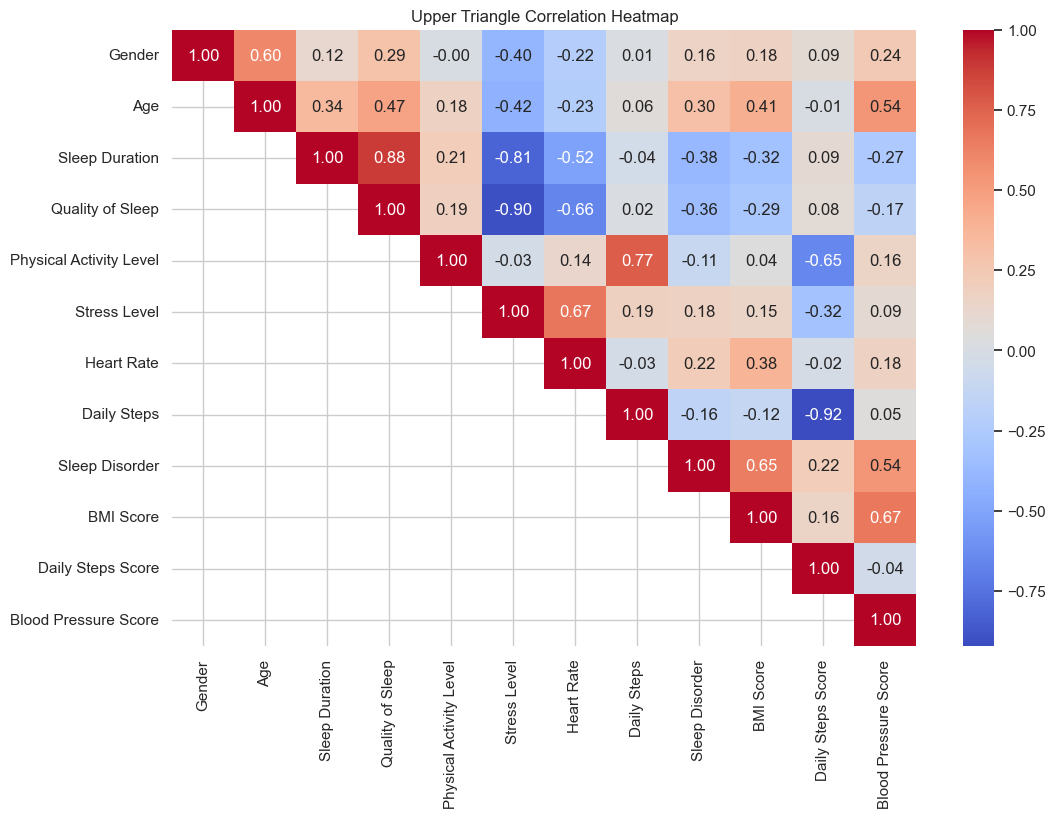 Upper Triangle Correlation Heatmap
Gender 1.00 0.60 0.12 0.29 -0.00 -0.40 -0.22 0.01 0.16 0.18 0.09 0.24
Age 1.00 0.34 0.47 0.18 -0.42 -0.23 0.06 0.30 0.41 -0.01 0.54
Sleep Duration 1.00 0.88 0.21 -0.81 -0.52 -0.04 -0.38 -0.32 0.09 -0.27
Quality of Sleep 1.00 0.19 -0.90 -0.66 0.02 -0.36 -0.29 0.08 -0.17
Physical Activity Level 1.00 -0.03 0.14 0.77 -0.11 0.04 -0.65 0.16
Stress Level 1.00 0.67 0.19 0.18 0.15 -0.32 0.09
Heart Rate 1.00 -0.03 0.22 0.38 -0.02 0.18
Daily Steps 1.00 -0.16 -0.12 -0.92 0.05
Sleep Disorder 1.00 0.65 0.22 0.54
BMI Score 1.00 0.16 0.67
Daily Steps Score 1.00 -0.04
Blood Pressure Score 1.00
Gender
Age
Sleep Duration
Quality of Sleep
Physical Activity Level
Stress Level
Heart Rate
Daily Steps
Sleep Disorder
BMI Score
Daily Steps Score
Blood Pressure Score
1.00
0.75
0.50
0.25
0.00
−0.25
−0.50
−0.75